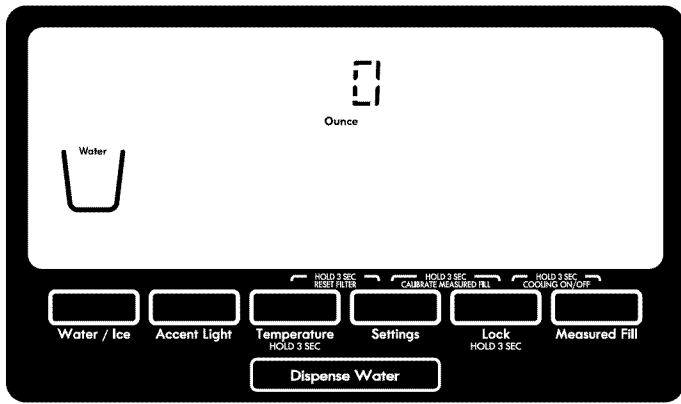 0
Ounce
Water
HOLD 3 SEC HOLD 3 SEC HOLD 3 SEC
RESET FILTER CALIBRATE MEASURED FILL COOLING ON/OFF
Water / Ice Accent Light Temperature Settings Lock Measured Fill
HOLD 3 SEC HOLD 3 SEC
Dispense Water